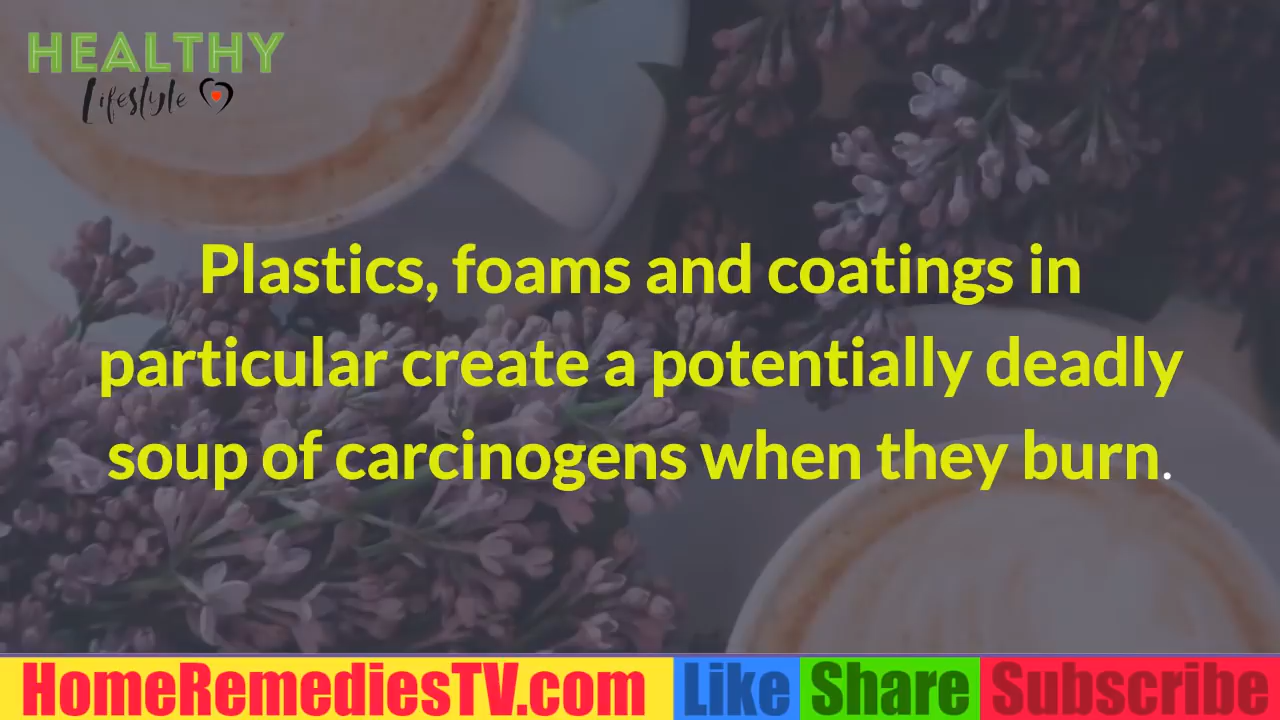 HEALTHY
Lifestyle
Plastics, foams and coatings in
particular create a potentially deadly
soup of carcinogens when they burn.
HomeRemediesTV.com Like Share Subscribe